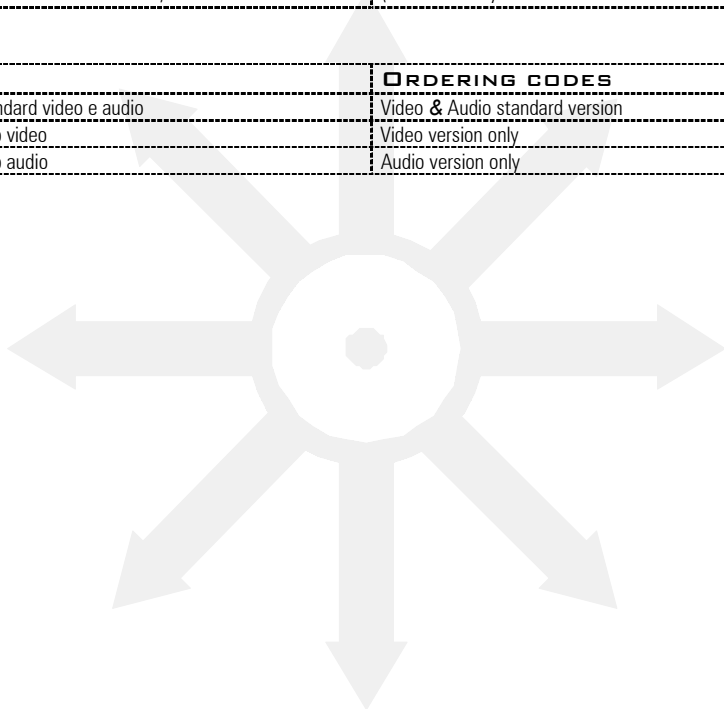 ORDERING CODES
ndard video e audio Video & Audio standard version
video Video version only
audio Audio version only